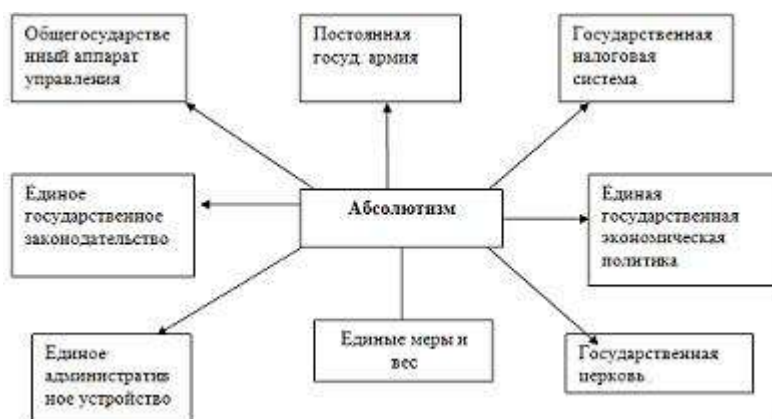 Общегосударстве
нный аппарат
управления
Постоянная
госуд. армия
Государственная
налоговая
система
Единое
государственное
законодательство
Абсолютизм
Единая
государственная
экономическая
политика
Единое
административ
ное устройство
Единые меры и
вес
Государственная
церковь